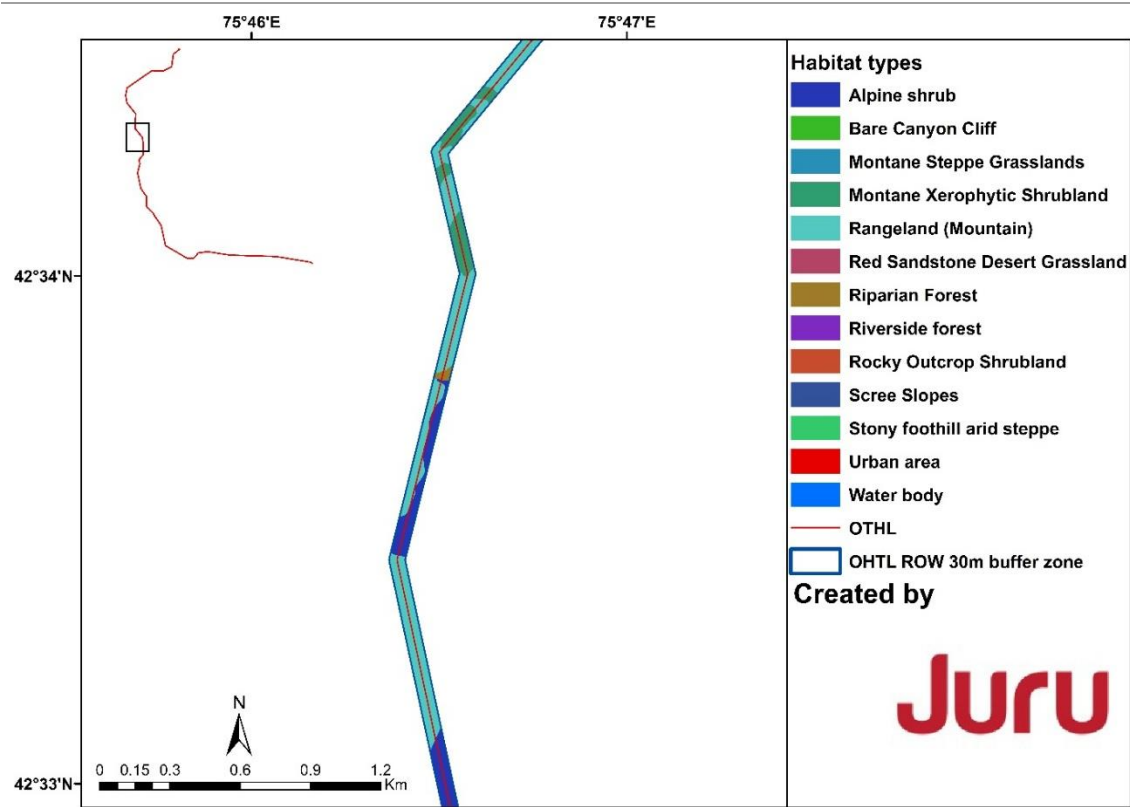 75°46'E 75°47'E
Habitat types
Alpine shrub
Bare Canyon Cliff
Montane Steppe Grasslands
Montane Xerophytic Shrubland
Rangeland (Mountain)
42°34'N
Red Sandstone Desert Grassland
Riparian Forest
Riverside forest
Rocky Outcrop Shrubland
Scree Slopes
Stony foothill arid steppe
Urban area
Water body
OTHL
OHTL ROW 30m buffer zone
Created by
Juru
N
0 0.15 0.3 0.6 0.9 1.2
Km
42°33'N